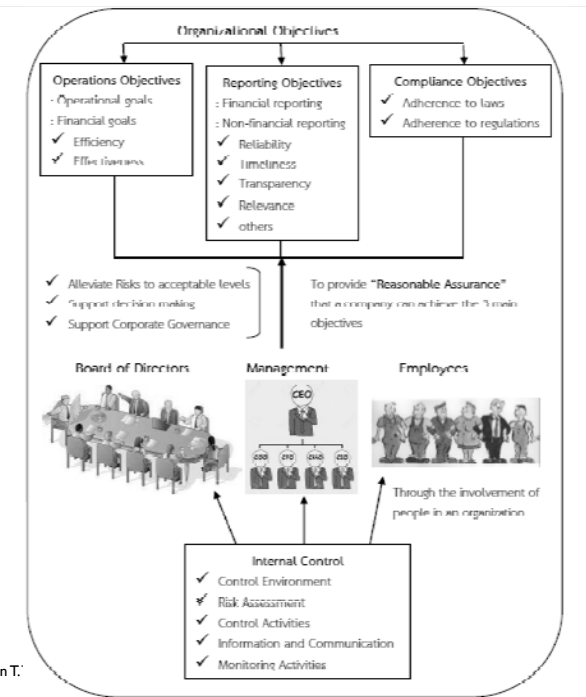 Organizational Objectives
Operations Objectives
: Operational goals
: Financial goals
✓ Efficiency
✓ Effectiveness
Reporting Objectives
: Financial reporting
: Non-financial reporting
✓ Reliability
✓ Timeliness
✓ Transparency
✓ Relevance
✓ others
Compliance Objectives
✓ Adherence to laws
✓ Adherence to regulations
✓ Alleviate Risks to acceptable levels
✓ Support decision making
✓ Support Corporate Governance
To provide “Reasonable Assurance”
that a company can achieve the 3 main
objectives
Board of Directors
Management
CEO
COO CFO CMO CIO
Employees
Through the involvement of
people in an organization
Internal Control
✓ Control Environment
✓ Risk Assessment
✓ Control Activities
✓ Information and Communication
✓ Monitoring Activities
n T.